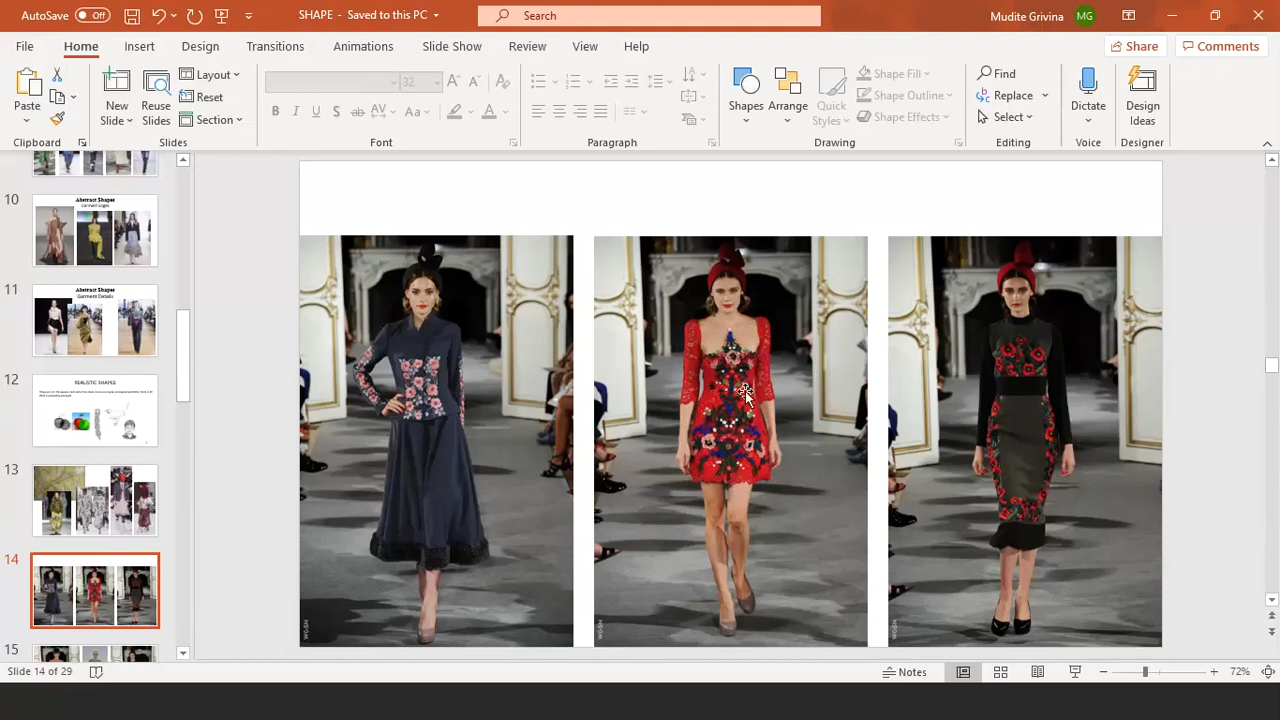 AutoSave Off
SHAPE - Saved to this PC
Search
Mudite Grivina MG
File Home Insert Design Transitions Animations Slide Show Review View Help
Share Comments
Paste
Clipboard
New Slide
Reuse Slides
Layout
Reset
Section
Slides
32
Font
Paragraph
Shapes
Arrange
Quick Styles
Shape Fill
Shape Outline
Shape Effects
Drawing
Find
Replace
Select
Editing
Dictate
Voice
Design Ideas
Designer
10
Abstract Shapes
Garment Edges
11
Abstract Shapes
Garment Details
12
REALISTIC SHAPES
13
14
15
Slide 14 of 29
Notes
72%